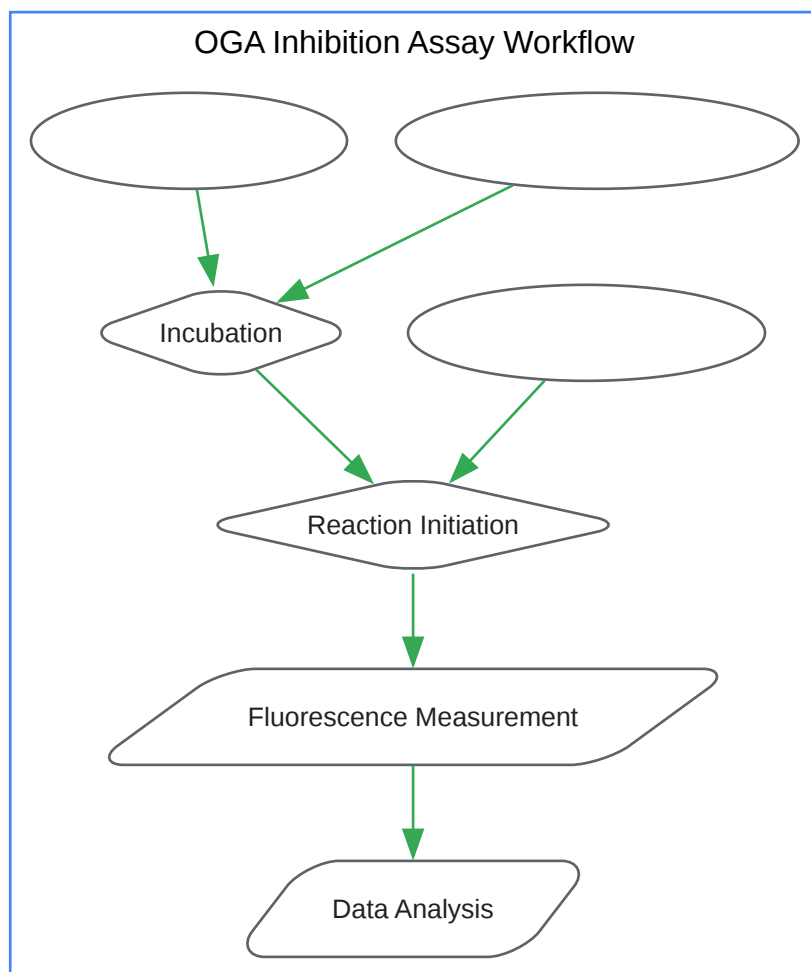 OGA Inhibition Assay Workflow
Incubation
Reaction Initiation
Fluorescence Measurement
Data Analysis